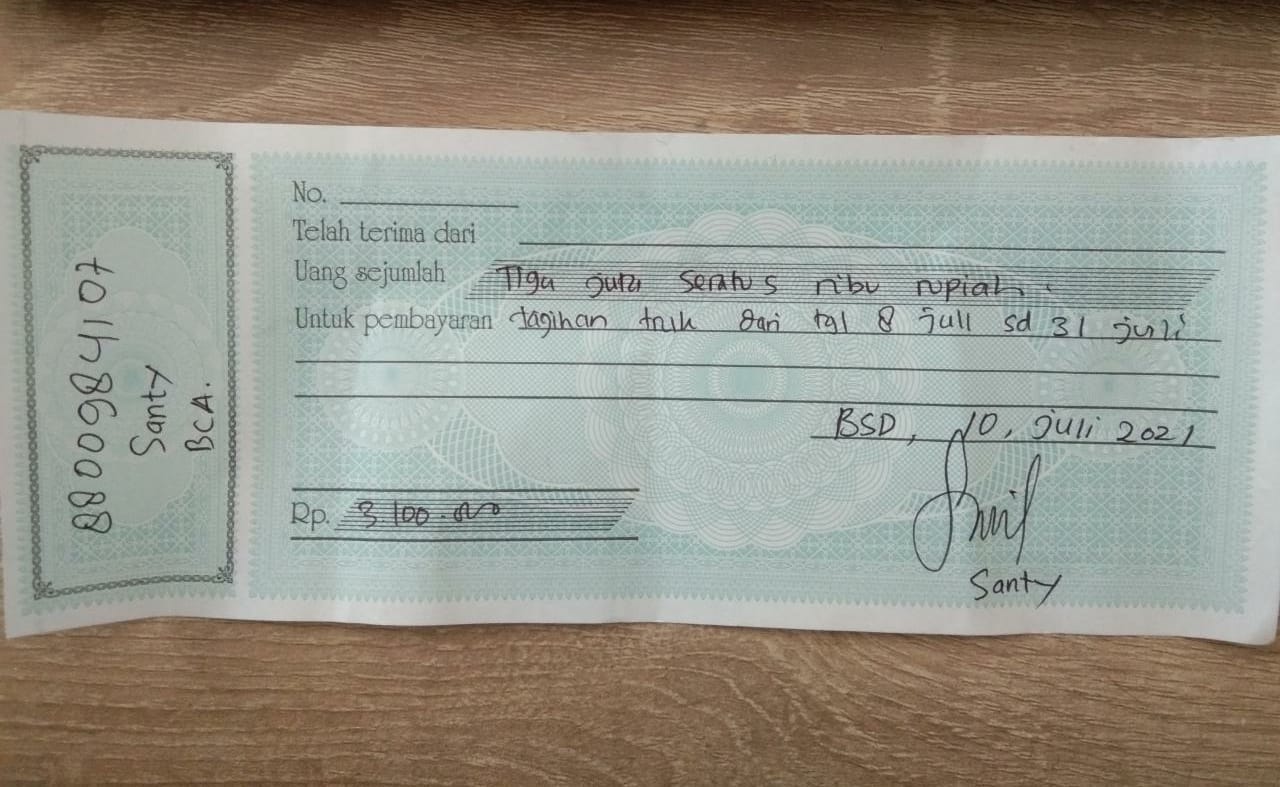 8800984107
Santy
BCA.
No.
Telah terima dari
Uang sejumlah Tiga juta seratus ribu rupiah.
Untuk pembayaran tagihan dari tgl 8 juli sd 31 juli
BSD, 10, juli 2021
Rp. 3.100.000
Santy